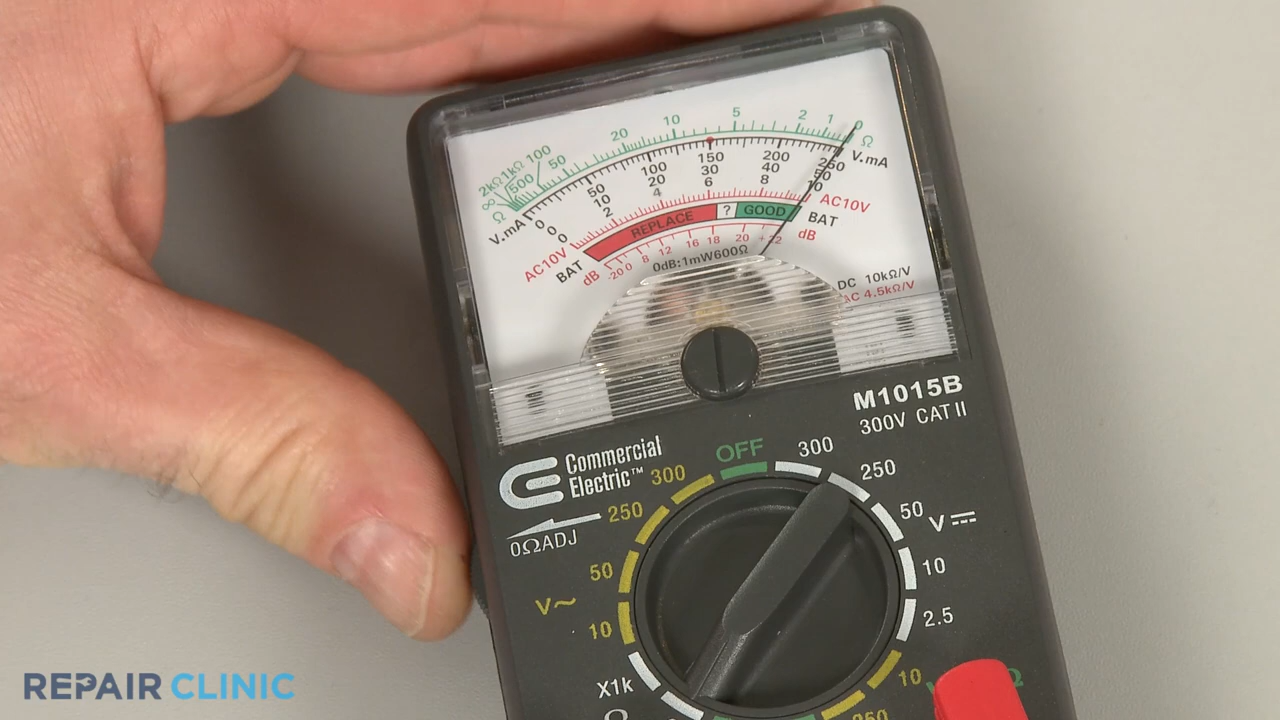 20 10 5 2 1 0 Ω
2kΩ 1kΩ 100 50
∞ 500
Ω
V.mA 0 50 100 150 200 250 V.mA
0 10 20 30 40 50
0 2 4 6 8 10
AC10V AC10V
BAT REPLACE ? GOOD BAT
dB -20 0 8 12 16 18 20 +22 dB
0dB:1mW600Ω
DC 10kΩ/V
AC 4.5kΩ/V
M1015B
300V CAT II
Commercial
Electric™
0ΩADJ
OFF
300 300
250 250
50 50
V⎓
10
V~
10 2.5
X1k 10
Ω 250
REPAIR CLINIC